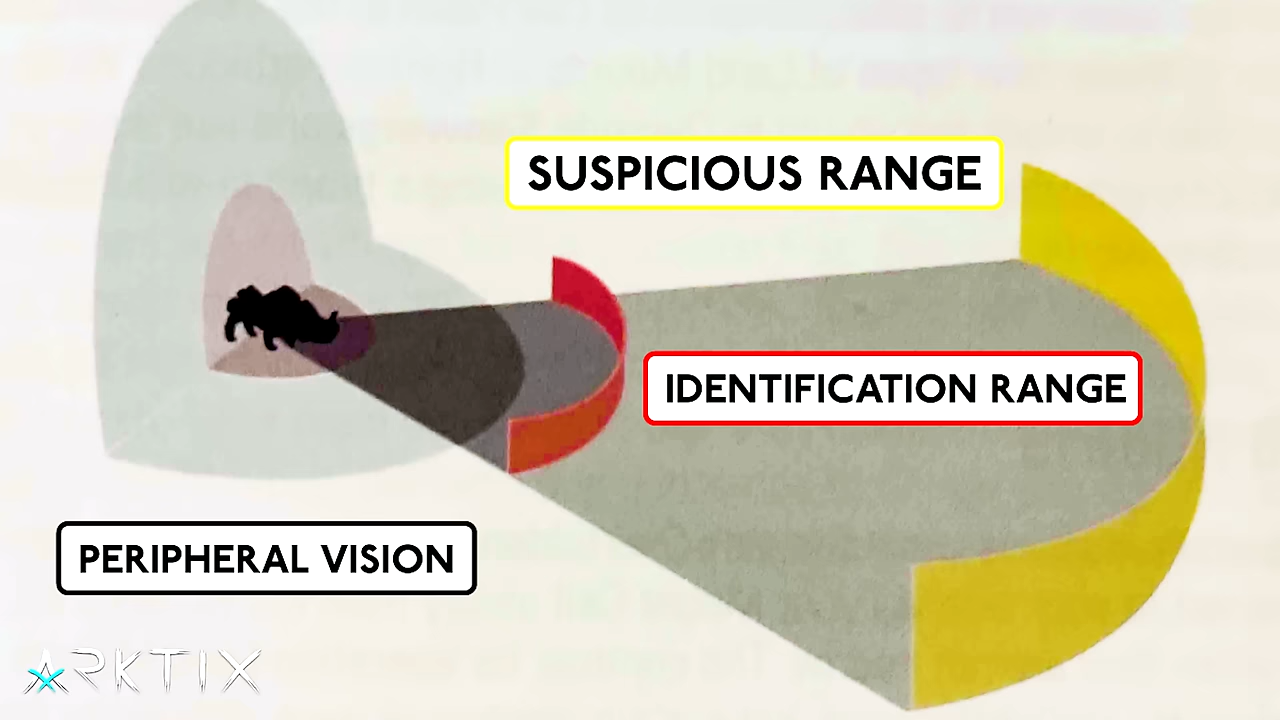 SUSPICIOUS RANGE
IDENTIFICATION RANGE
PERIPHERAL VISION
ARKTIX